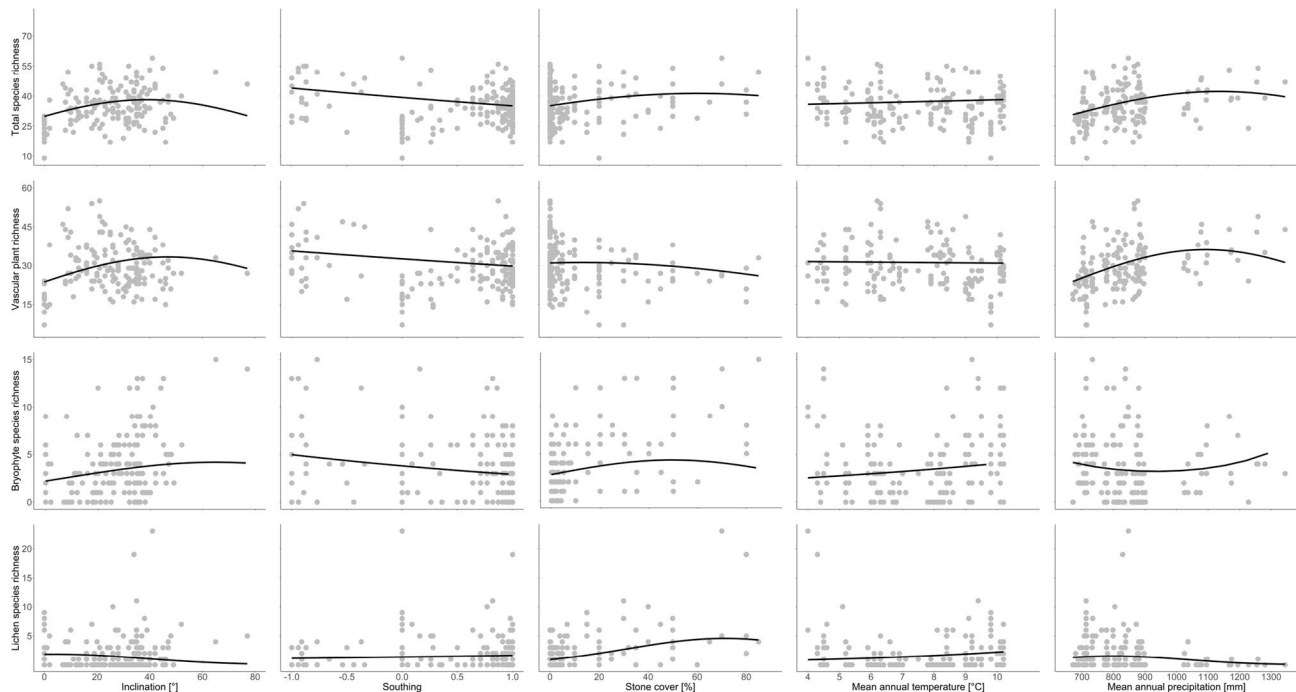 Total species richness
70
55
40
25
10
Vascular plant richness
60
45
30
15
Bryophyte species richness
15
10
5
0
Lichen species richness
20
15
10
5
0
0 20 40 60 80
Inclination [°]
-1.0 -0.5 0.0 0.5 1.0
Southing
0 20 40 60 80
Stone cover [%]
4 5 6 7 8 9 10
Mean annual temperature [°C]
700 800 900 1000 1100 1200 1300
Mean annual precipitation [mm]